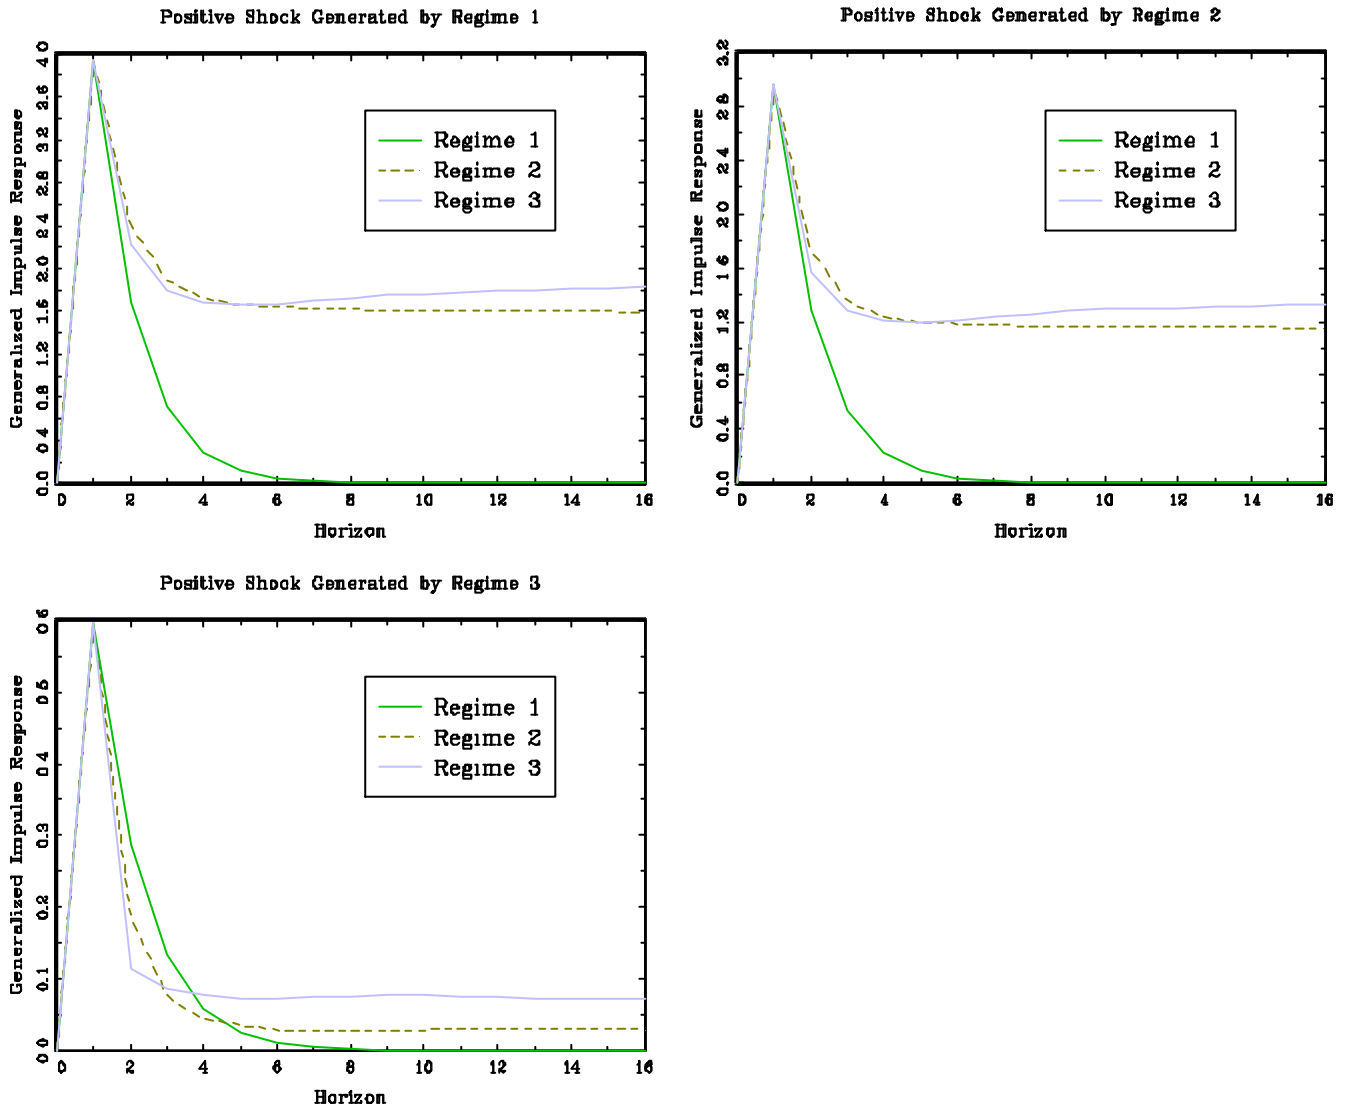 Positive Shock Generated by Regime 1
Generalized Impulse Response
0.0 0.4 0.8 1.2 1.6 2.0 2.4 2.8 3.2 3.6 4.0
Regime 1
Regime 2
Regime 3
0 2 4 6 8 10 12 14 16
Horizon
Positive Shock Generated by Regime 2
Generalized Impulse Response
0.0 0.4 0.8 1.2 1.6 2.0 2.4 2.8 3.2
Regime 1
Regime 2
Regime 3
0 2 4 6 8 10 12 14 16
Horizon
Positive Shock Generated by Regime 3
Generalized Impulse Response
0.0 0.1 0.2 0.3 0.4 0.5 0.6
Regime 1
Regime 2
Regime 3
0 2 4 6 8 10 12 14 16
Horizon